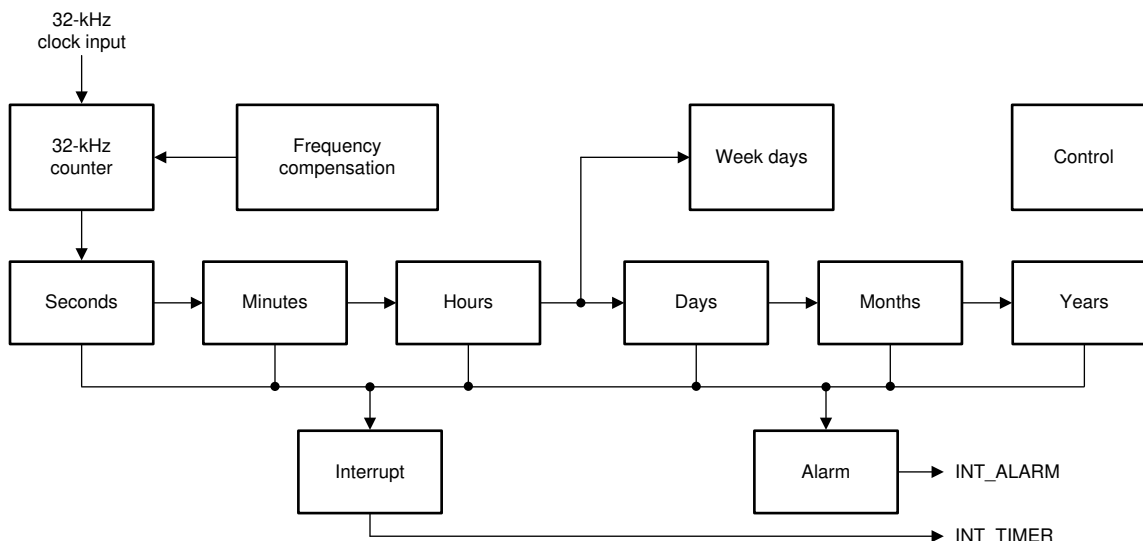 32-kHz
clock input
32-kHz
counter
Frequency
compensation
Week days
Control
Seconds
Minutes
Hours
Days
Months
Years
Interrupt
Alarm
INT_ALARM
INT_TIMER